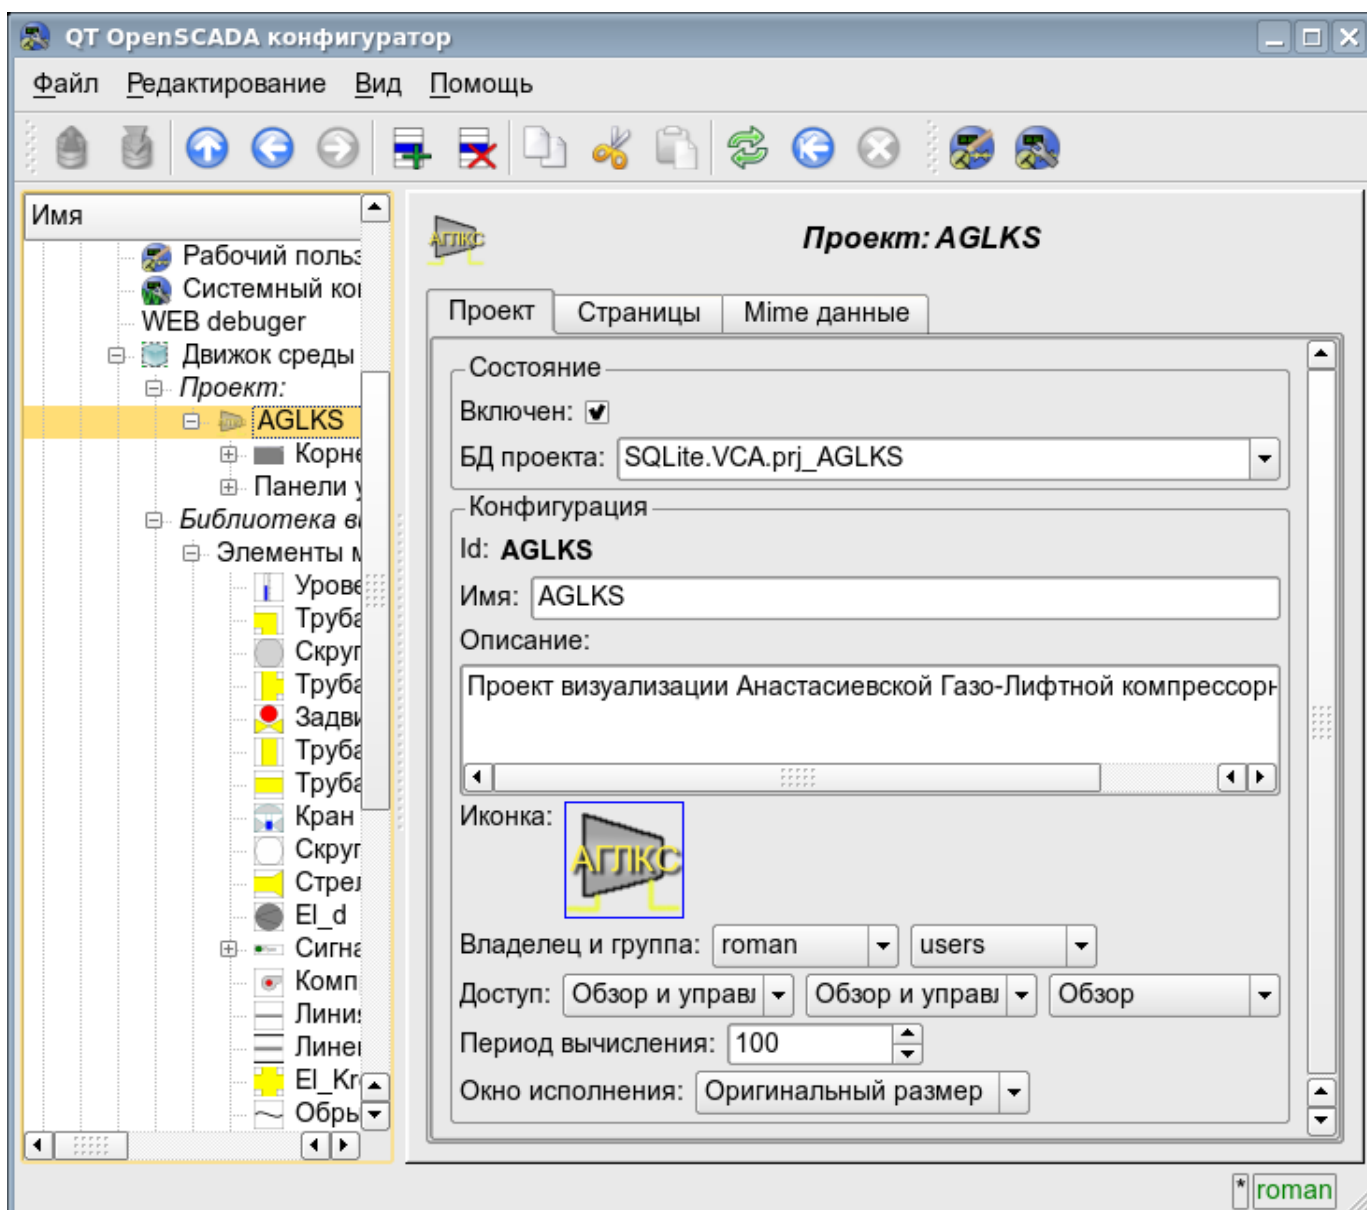 QT OpenSCADA конфигуратор
Файл Редактирование Вид Помощь
Имя
Рабочий польз
Системный ко
WEB debuger
Движок среды
Проект:
AGLKS
Корне
Панели у
Библиотека ви
Элементы м
Урове
Труба
Скруг
Труба
Задви
Труба
Труба
Кран
Скруг
Стрел
El_d
Сигна
Комп
Линия
Линей
El_Kr
Обры
АГЛКС
Проект: AGLKS
Проект Страницы Mime данные
Состояние
Включен:
БД проекта: SQLite.VCA.prj_AGLKS
Конфигурация
Id: AGLKS
Имя: AGLKS
Описание:
Проект визуализации Анастасиевской Газо-Лифтной компрессорн
Иконка: АГЛКС
Владелец и группа: roman users
Доступ: Обзор и управл Обзор и управл Обзор
Период вычисления: 100
Окно исполнения: Оригинальный размер
* roman